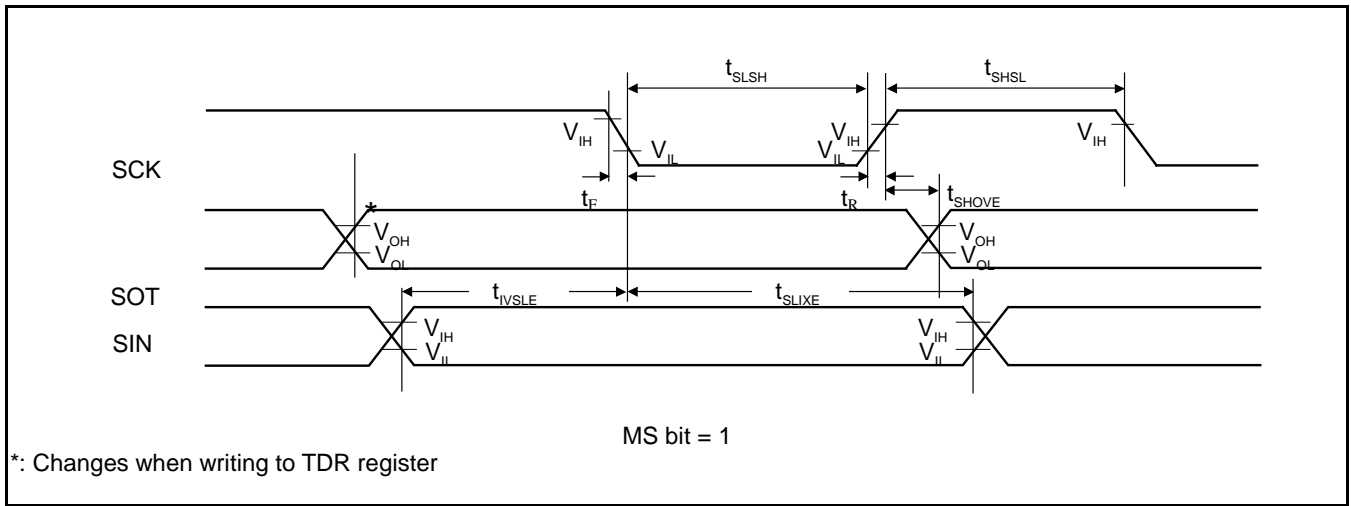 tSLSH tSHSL
VIH VIL VIL VIH VIH
SCK
tF tR tSHOVE
*
VOH VOH
VOL VOL
SOT
tIVSLE tSLIXE
SIN
VIH VIH
VIL VIL
MS bit = 1
*: Changes when writing to TDR register